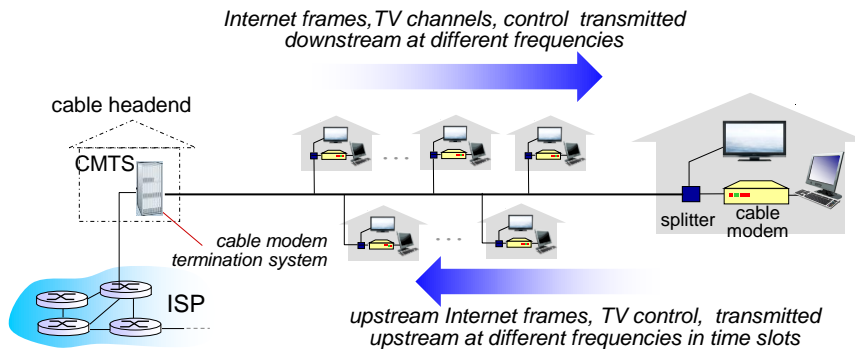 Internet frames,TV channels, control  transmitted
downstream at different frequencies
cable headend
CMTS
cable modem
termination system
splitter
cable
modem
ISP
upstream Internet frames, TV control,  transmitted
upstream at different frequencies in time slots